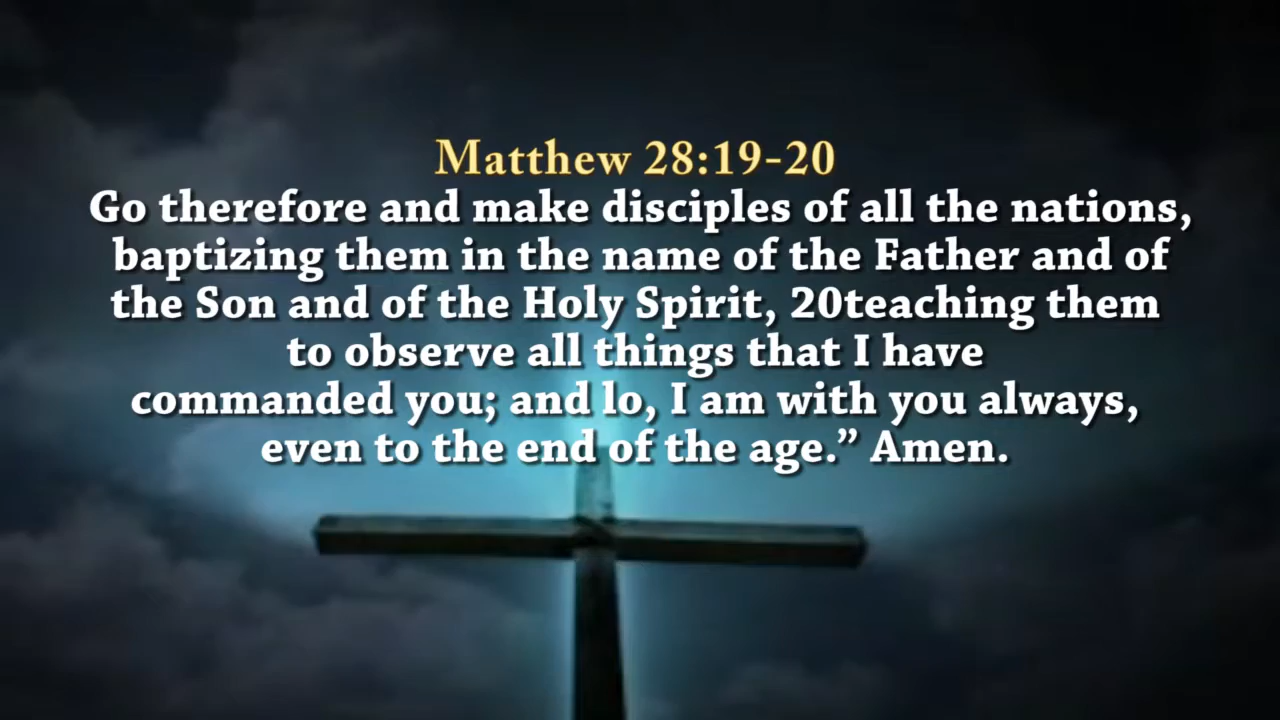 Matthew 28:19-20
Go therefore and make disciples of all the nations,
baptizing them in the name of the Father and of
the Son and of the Holy Spirit, 20teaching them
to observe all things that I have
commanded you; and lo, I am with you always,
even to the end of the age.” Amen.